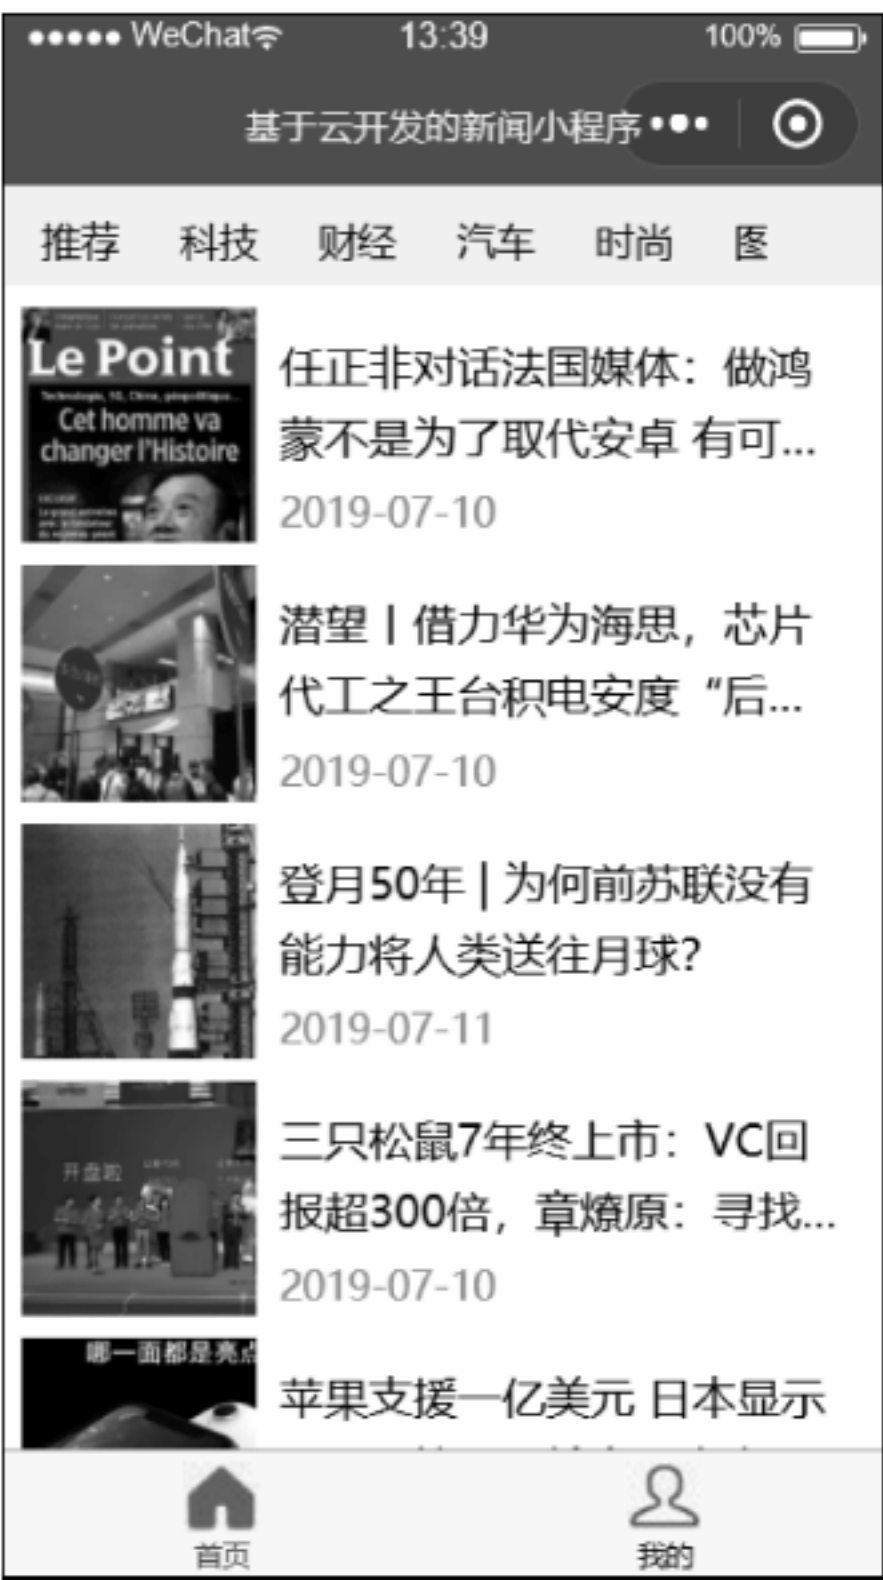 WeChat 13:39 100%
基于云开发的新闻小程序
推荐 科技 财经 汽车 时尚 图
Le Point
Technologie, 5G, Chine, géopolitique...
Cet homme va
changer l'Histoire
任正非对话法国媒体：做鸿
蒙不是为了取代安卓 有可...
2019-07-10
潜望丨借力华为海思，芯片
代工之王台积电安度“后...
2019-07-10
登月50年 | 为何前苏联没有
能力将人类送往月球？
2019-07-11
开盘啦
三只松鼠7年终上市：VC回
报超300倍，章燎原：寻找...
2019-07-10
哪一面都是亮点
苹果支援一亿美元 日本显示
首页 我的